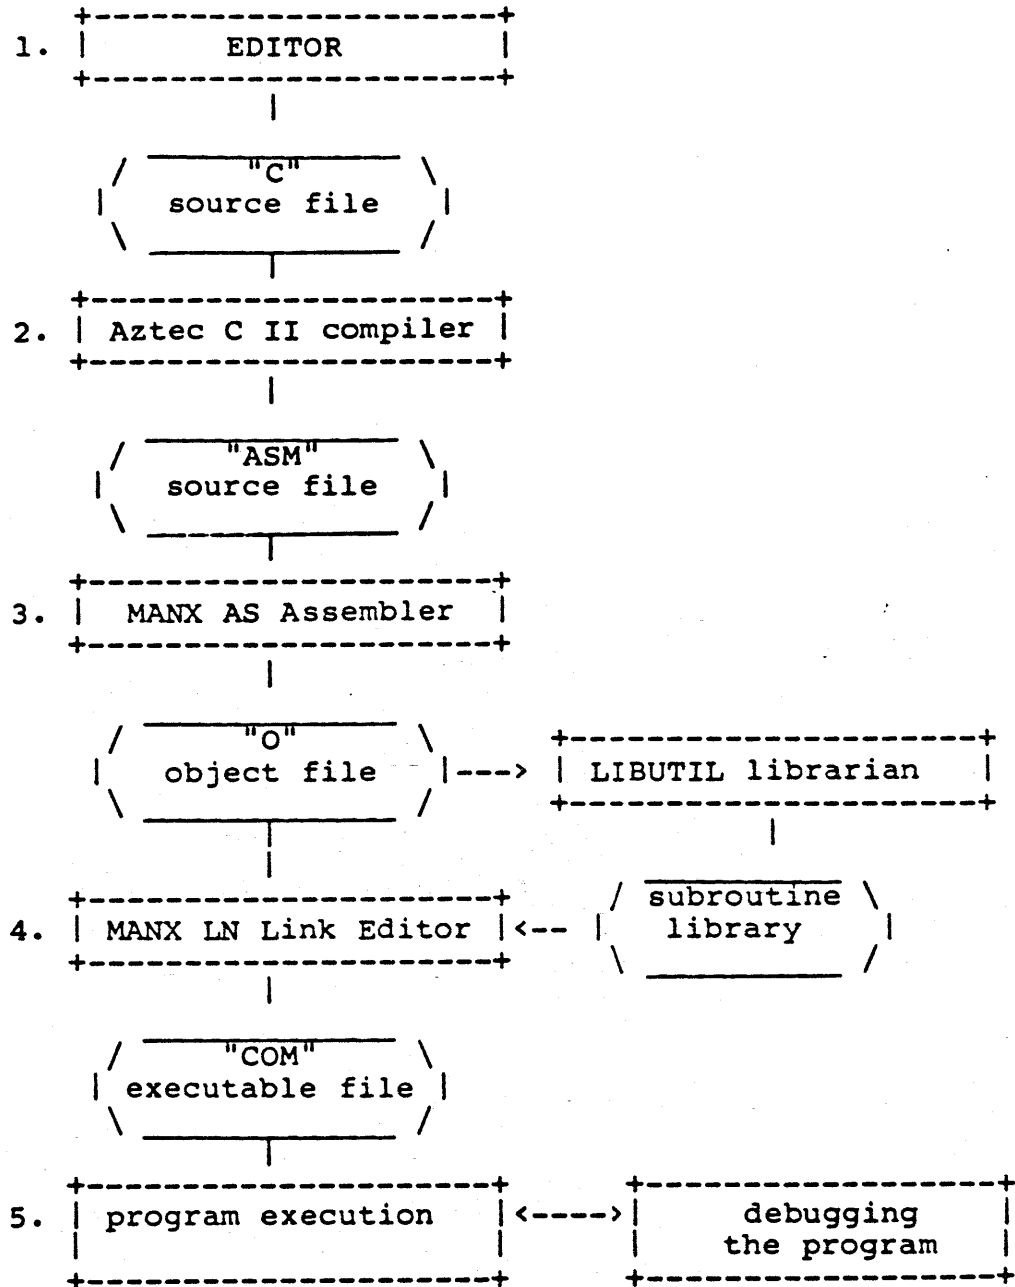 1. EDITOR
"C"
source file
2. Aztec C II compiler
"ASM"
source file
3. MANX AS Assembler
"O"
object file
LIBUTIL librarian
subroutine
library
4. MANX LN Link Editor
"COM"
executable file
5. program execution
debugging
the program